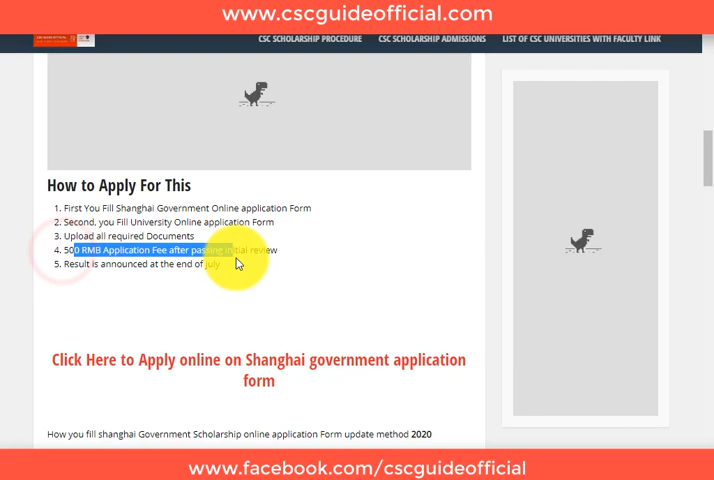 www.cscguideofficial.com
CSC SCHOLARSHIP PROCEDURE CSC SCHOLARSHIP ADMISSIONS LIST OF CSC UNIVERSITIES WITH FACULTY LINK
How to Apply For This
1. First You Fill Shanghai Government Online application Form
2. Second, you Fill University Online application Form
3. Upload all required Documents
4. 500 RMB Application Fee after passing initial review
5. Result is announced at the end of july
Click Here to Apply online on Shanghai government application
form
How you fill shanghai Government Scholarship online application Form update method 2020
www.facebook.com/cscguideofficial